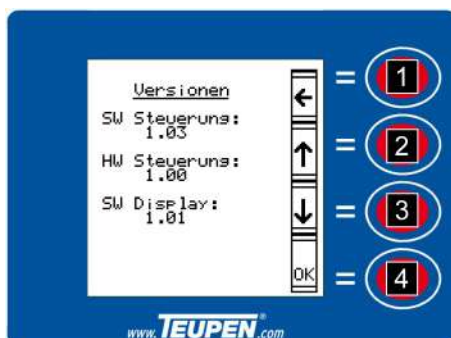 Versionen
SW Steuerung:
1.03
HW Steuerung:
1.00
SW Display:
1.01
←
↑
↓
OK
= 1
= 2
= 3
= 4
www.TEUPEN®.com